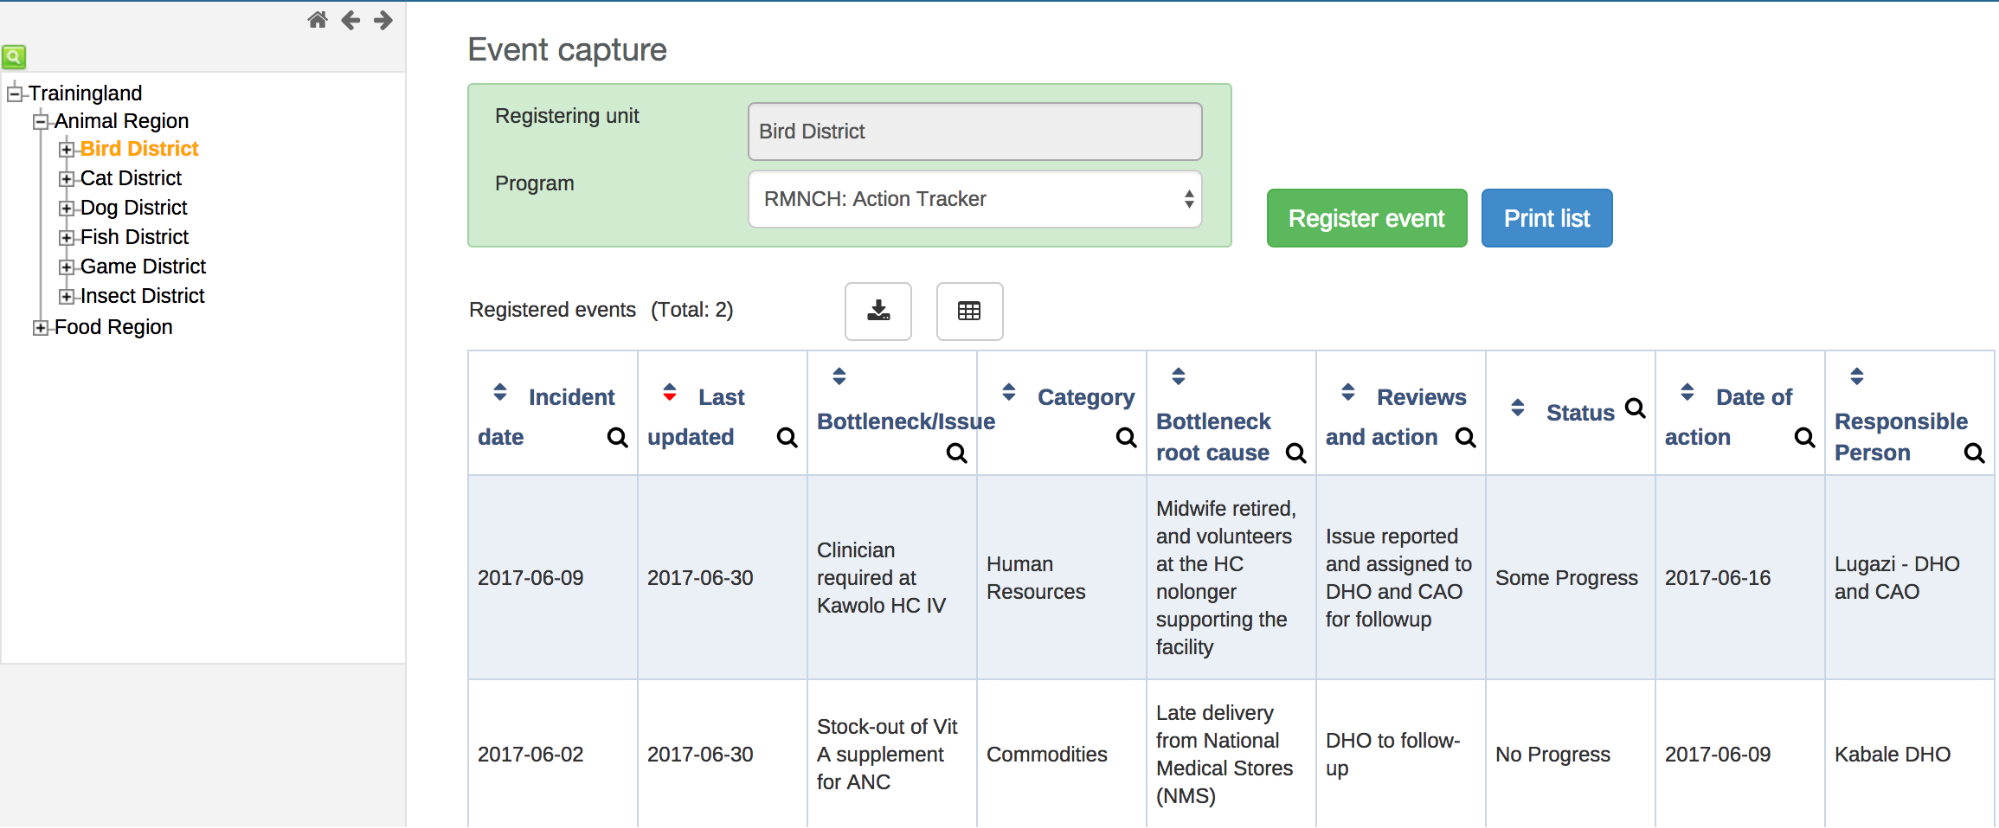 Trainingland
Animal Region
Bird District
Cat District
Dog District
Fish District
Game District
Insect District
Food Region
Event capture
Registering unit
Bird District
Program
RMNCH: Action Tracker
Register event
Print list
Registered events (Total: 2)
Incident
date
Last
updated
Bottleneck/Issue
Category
Bottleneck
root cause
Reviews
and action
Status
Date of
action
Responsible
Person
2017-06-09
2017-06-30
Clinician
required at
Kawolo HC IV
Human
Resources
Midwife retired,
and volunteers
at the HC
nolonger
supporting the
facility
Issue reported
and assigned to
DHO and CAO
for followup
Some Progress
2017-06-16
Lugazi - DHO
and CAO
2017-06-02
2017-06-30
Stock-out of Vit
A supplement
for ANC
Commodities
Late delivery
from National
Medical Stores
(NMS)
DHO to follow-
up
No Progress
2017-06-09
Kabale DHO